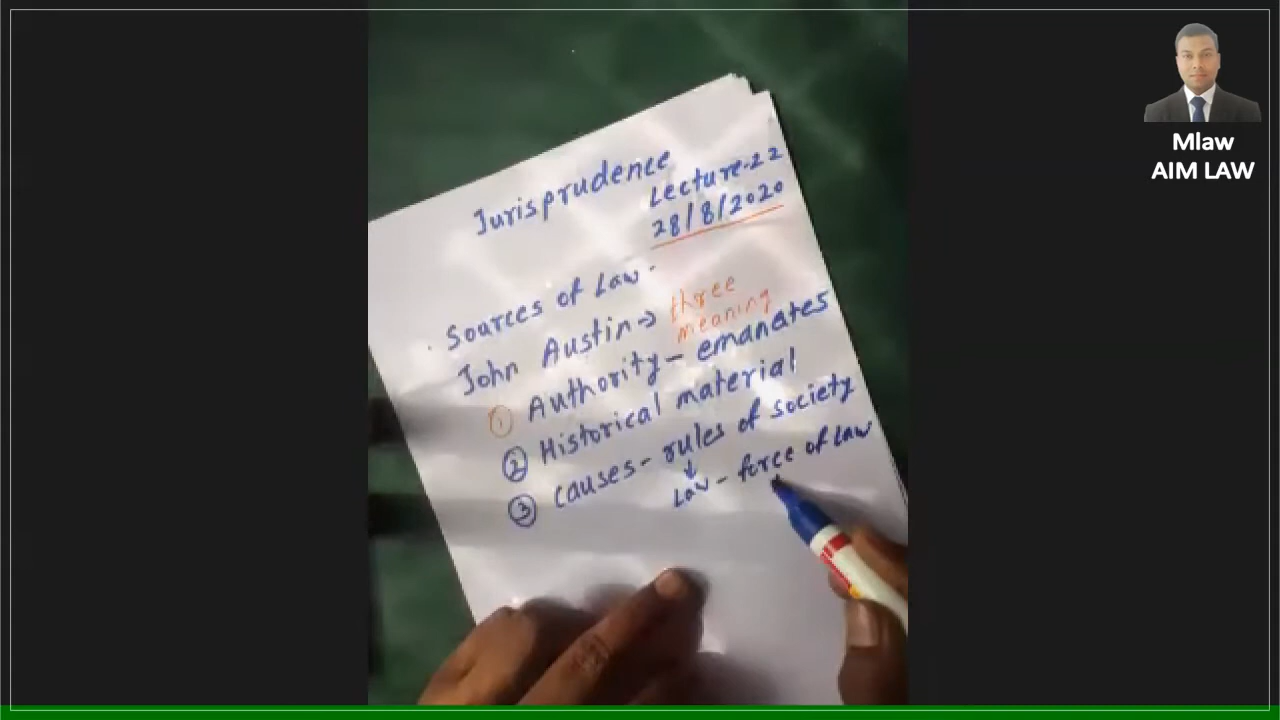 Jurisprudence
Lecture-22
28/8/2020
Sources of Law.
John Austin → three
meaning
① Authority - emanates
② Historical material
③ causes - rules of society
↓
Law - force of Law
Mlaw
AIM LAW